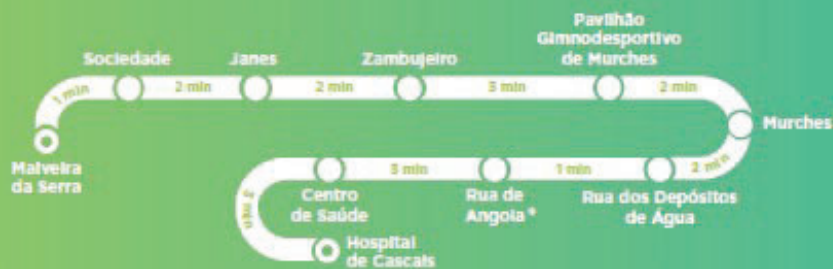 Pavilhão
Gimnodesportivo
de Murches
Sociedade
Janes
Zambujeiro
1 min
2 min
2 min
3 min
2 min
Malveira
da Serra
Murches
3 min
1 min
2 min
Centro
de Saúde
Rua de
Angola*
Rua dos Depósitos
de Água
3 min
Hospital
de Cascais